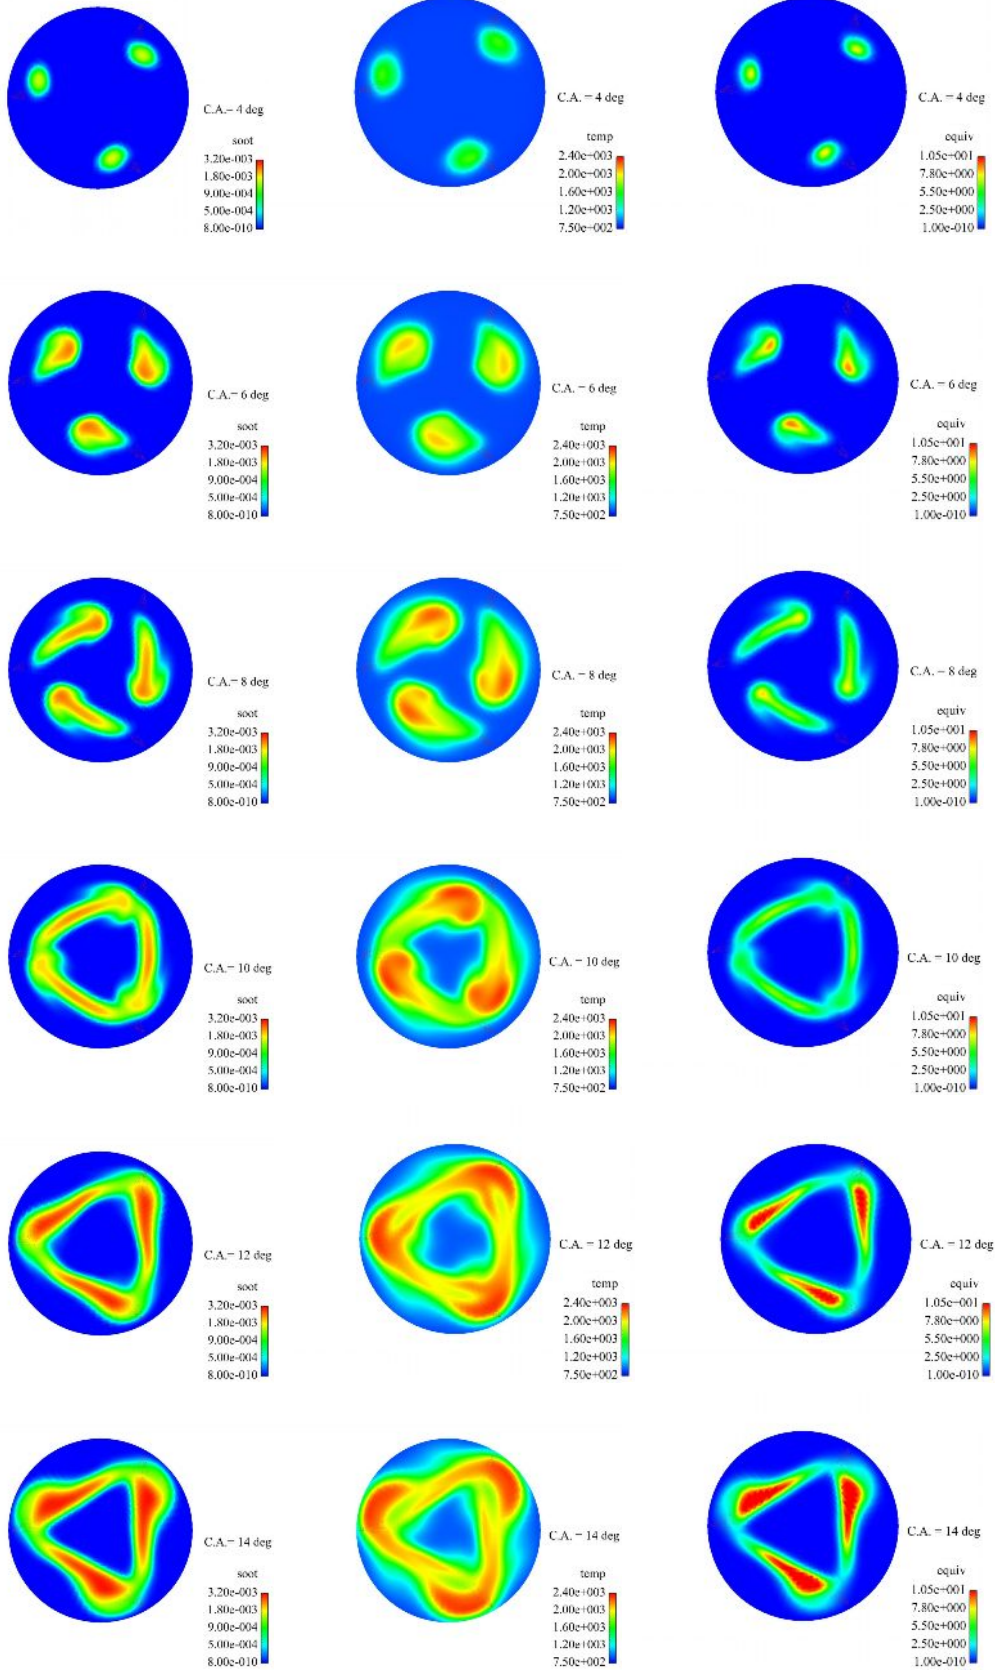 C.A.= 4 deg
soot
3.20e-003
1.80e-003
9.00e-004
5.00e-004
8.00e-010
C.A. = 4 deg
temp
2.40e+003
2.00e+003
1.60e+003
1.20e+003
7.50e+002
C.A. = 4 deg
equiv
1.05e+001
7.80e+000
5.50e+000
2.50e+000
1.00e-010
C.A.= 6 deg
soot
3.20e-003
1.80e-003
9.00e-004
5.00e-004
8.00e-010
C.A. = 6 deg
temp
2.40e+003
2.00e+003
1.60e+003
1.20e+003
7.50e+002
C.A. = 6 deg
equiv
1.05e+001
7.80e+000
5.50e+000
2.50e+000
1.00e-010
C.A.= 8 deg
soot
3.20e-003
1.80e-003
9.00e-004
5.00e-004
8.00e-010
C.A. = 8 deg
temp
2.40e+003
2.00e+003
1.60e+003
1.20e+003
7.50e+002
C.A. = 8 deg
equiv
1.05e+001
7.80e+000
5.50e+000
2.50e+000
1.00e-010
C.A.= 10 deg
soot
3.20e-003
1.80e-003
9.00e-004
5.00e-004
8.00e-010
C.A. = 10 deg
temp
2.40e+003
2.00e+003
1.60e+003
1.20e+003
7.50e+002
C.A. = 10 deg
equiv
1.05e+001
7.80e+000
5.50e+000
2.50e+000
1.00e-010
C.A.= 12 deg
soot
3.20e-003
1.80e-003
9.00e-004
5.00e-004
8.00e-010
C.A. = 12 deg
temp
2.40e+003
2.00e+003
1.60e+003
1.20e+003
7.50e+002
C.A. = 12 deg
equiv
1.05e+001
7.80e+000
5.50e+000
2.50e+000
1.00e-010
C.A.= 14 deg
soot
3.20e-003
1.80e-003
9.00e-004
5.00e-004
8.00e-010
C.A. = 14 deg
temp
2.40e+003
2.00e+003
1.60e+003
1.20e+003
7.50e+002
C.A. = 14 deg
equiv
1.05e+001
7.80e+000
5.50e+000
2.50e+000
1.00e-010